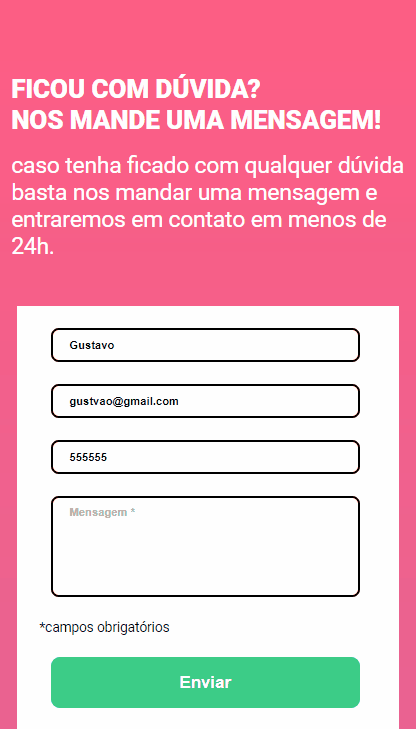 FICOU COM DÚVIDA?
NOS MANDE UMA MENSAGEM!
caso tenha ficado com qualquer dúvida
basta nos mandar uma mensagem e
entraremos em contato em menos de
24h.
Gustavo
gustvao@gmail.com
555555
Mensagem *
*campos obrigatórios
Enviar